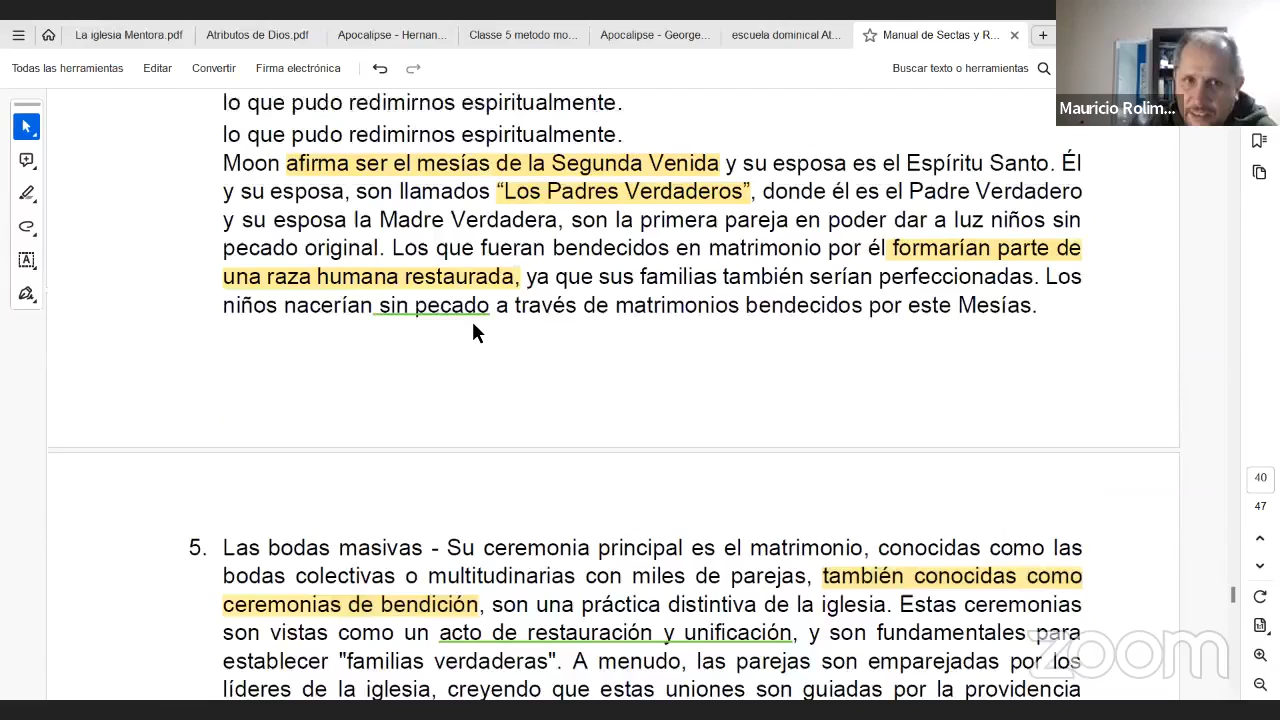 La iglesia Mentora.pdf
Atributos de Dios.pdf
Apocalipse - Hernan...
Classe 5 metodo mo...
Apocalipse - George...
escuela dominical Al...
Manual de Sectas y R...
Todas las herramientas
Editar
Convertir
Firma electrónica
Buscar texto o herramientas
Mauricio Rolim...
lo que pudo redimirnos espiritualmente.
lo que pudo redimirnos espiritualmente.
Moon afirma ser el mesías de la Segunda Venida y su esposa es el Espíritu Santo. Él
y su esposa, son llamados “Los Padres Verdaderos”, donde él es el Padre Verdadero
y su esposa la Madre Verdadera, son la primera pareja en poder dar a luz niños sin
pecado original. Los que fueran bendecidos en matrimonio por él formarían parte de
una raza humana restaurada, ya que sus familias también serían perfeccionadas. Los
niños nacerían sin pecado a través de matrimonios bendecidos por este Mesías.
40
47
5. Las bodas masivas - Su ceremonia principal es el matrimonio, conocidas como las
bodas colectivas o multitudinarias con miles de parejas, también conocidas como
ceremonias de bendición, son una práctica distintiva de la iglesia. Estas ceremonias
son vistas como un acto de restauración y unificación, y son fundamentales para
establecer "familias verdaderas". A menudo, las parejas son emparejadas por los
líderes de la iglesia, creyendo que estas uniones son guiadas por la providencia
zoom